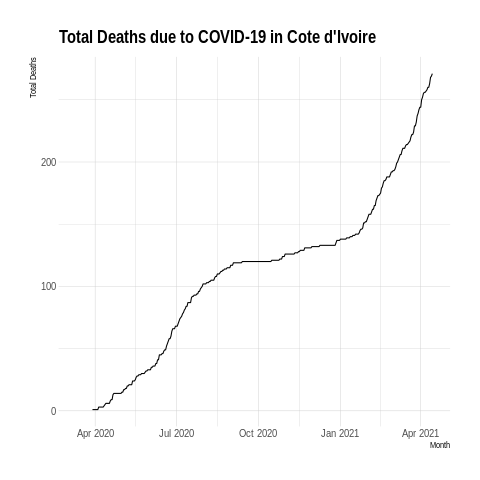 Total Deaths due to COVID-19 in Cote d'Ivoire
Total Deaths
200
100
0
Apr 2020 Jul 2020 Oct 2020 Jan 2021 Apr 2021
Month